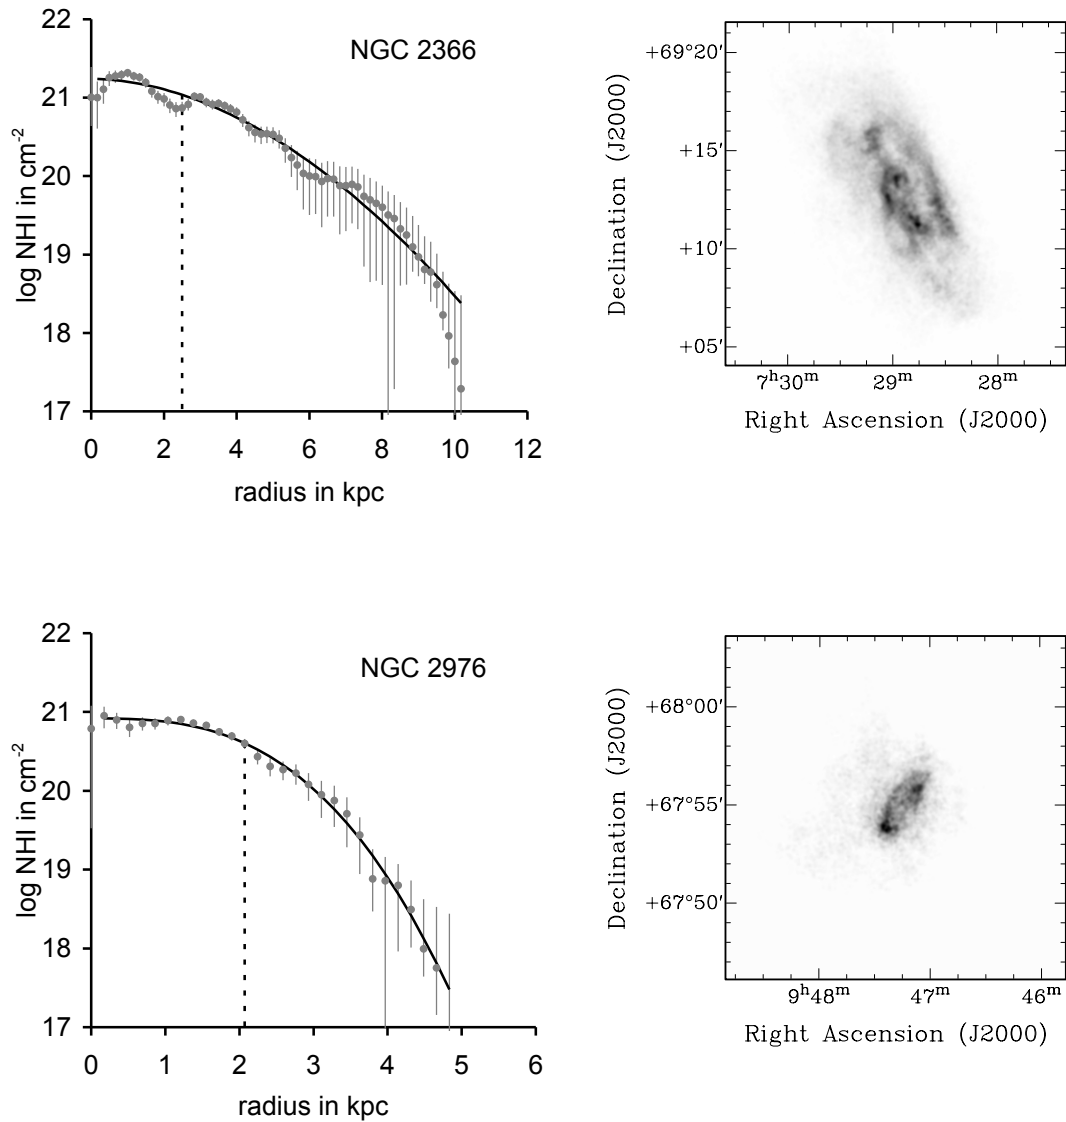 NGC 2366
log NHI in cm-2
22
21
20
19
18
17
0 2 4 6 8 10 12
radius in kpc
Declination (J2000)
+69°20′
+15′
+10′
+05′
7h30m 29m 28m
Right Ascension (J2000)
NGC 2976
log NHI in cm-2
22
21
20
19
18
17
0 1 2 3 4 5 6
radius in kpc
Declination (J2000)
+68°00′
+67°55′
+67°50′
9h48m 47m 46m
Right Ascension (J2000)